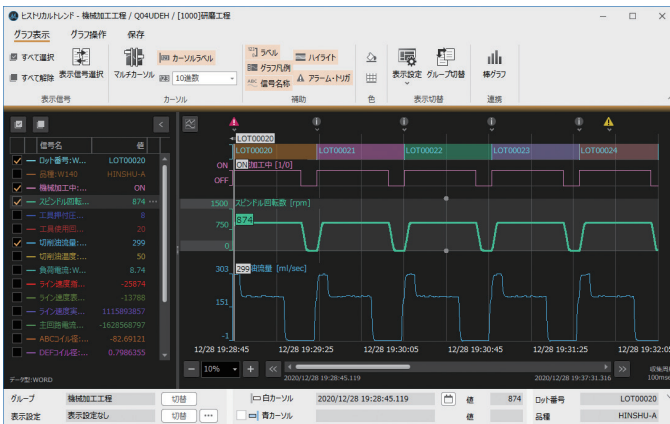 ヒストリカルトレンド - 機械加工工程 / Q04UDEH / [1000]研磨工程
グラフ表示 グラフ操作 保存
すべて選択
すべて解除 表示信号選択
表示信号
マルチカーソル カーソルラベル
10進数
カーソル
ラベル ハイライト
グラフ凡例
信号名称 アラーム・トリガ
補助
色
表示設定 グループ切替
表示切替
棒グラフ
連携
信号名 値
ロット番号:W... LOT00020
品種:W140 HINSHU-A
機械加工中:... ON
スピンドル回転... 874
工具押付圧... 8
工具使用回... 20
切削油流量:... 299
切削油温度:... 50
負荷電流:W... 8.74
ライン速度指... -25874
ライン速度表... -13788
ライン速度実... 1115893857
主回路電流... -1628568797
ABCコイル径:... -82.69121
DEFコイル径:... 0.7986355
データ型:WORD
LOT00020
LOT00020 LOT00021 LOT00022 LOT00023 LOT00024
ON ON 加工中 [1/0]
OFF
1500 スピンドル回転数 [rpm]
750 874
0
303 299 油流量 [ml/sec]
151
-1
12/28 19:28:45 12/28 19:29:25 12/28 19:30:05 12/28 19:30:45 12/28 19:31:25 12/28 19:32:05
10%
2020/12/28 19:28:45.119 2020/12/28 19:37:31.316
収集周期
100ms
グループ 機械加工工程 切替
表示設定 表示設定なし 切替
白カーソル 2020/12/28 19:28:45.119 値 874
青カーソル 値
ロット番号 LOT00020
品種 HINSHU-A